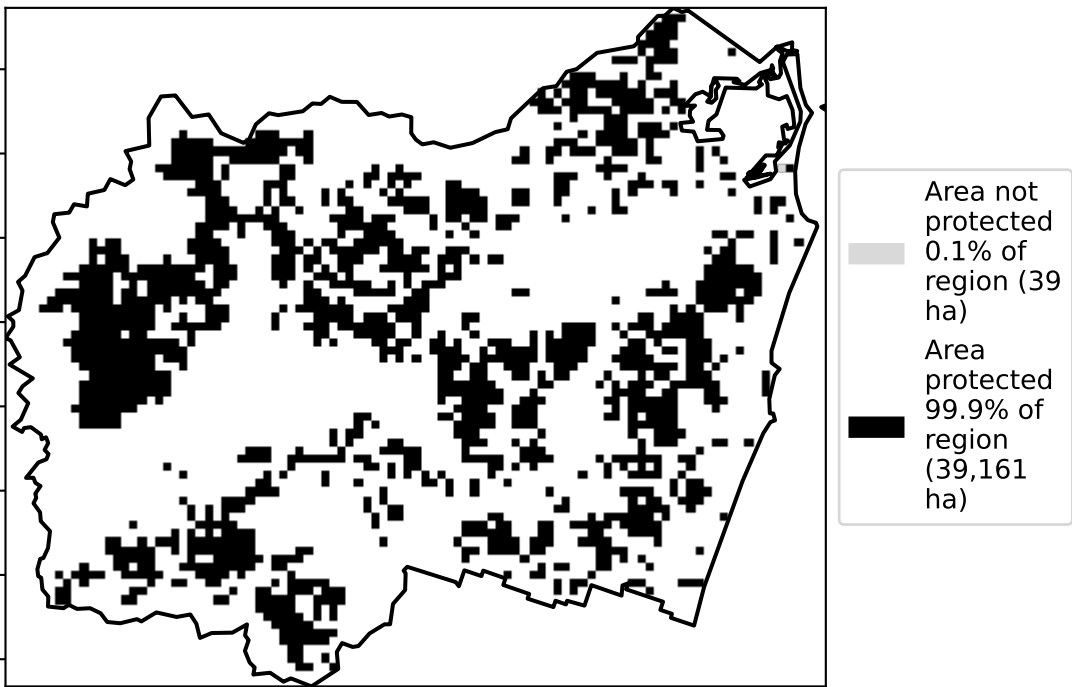 Area not
protected
0.1% of
region (39
ha)
Area
protected
99.9% of
region
(39,161
ha)